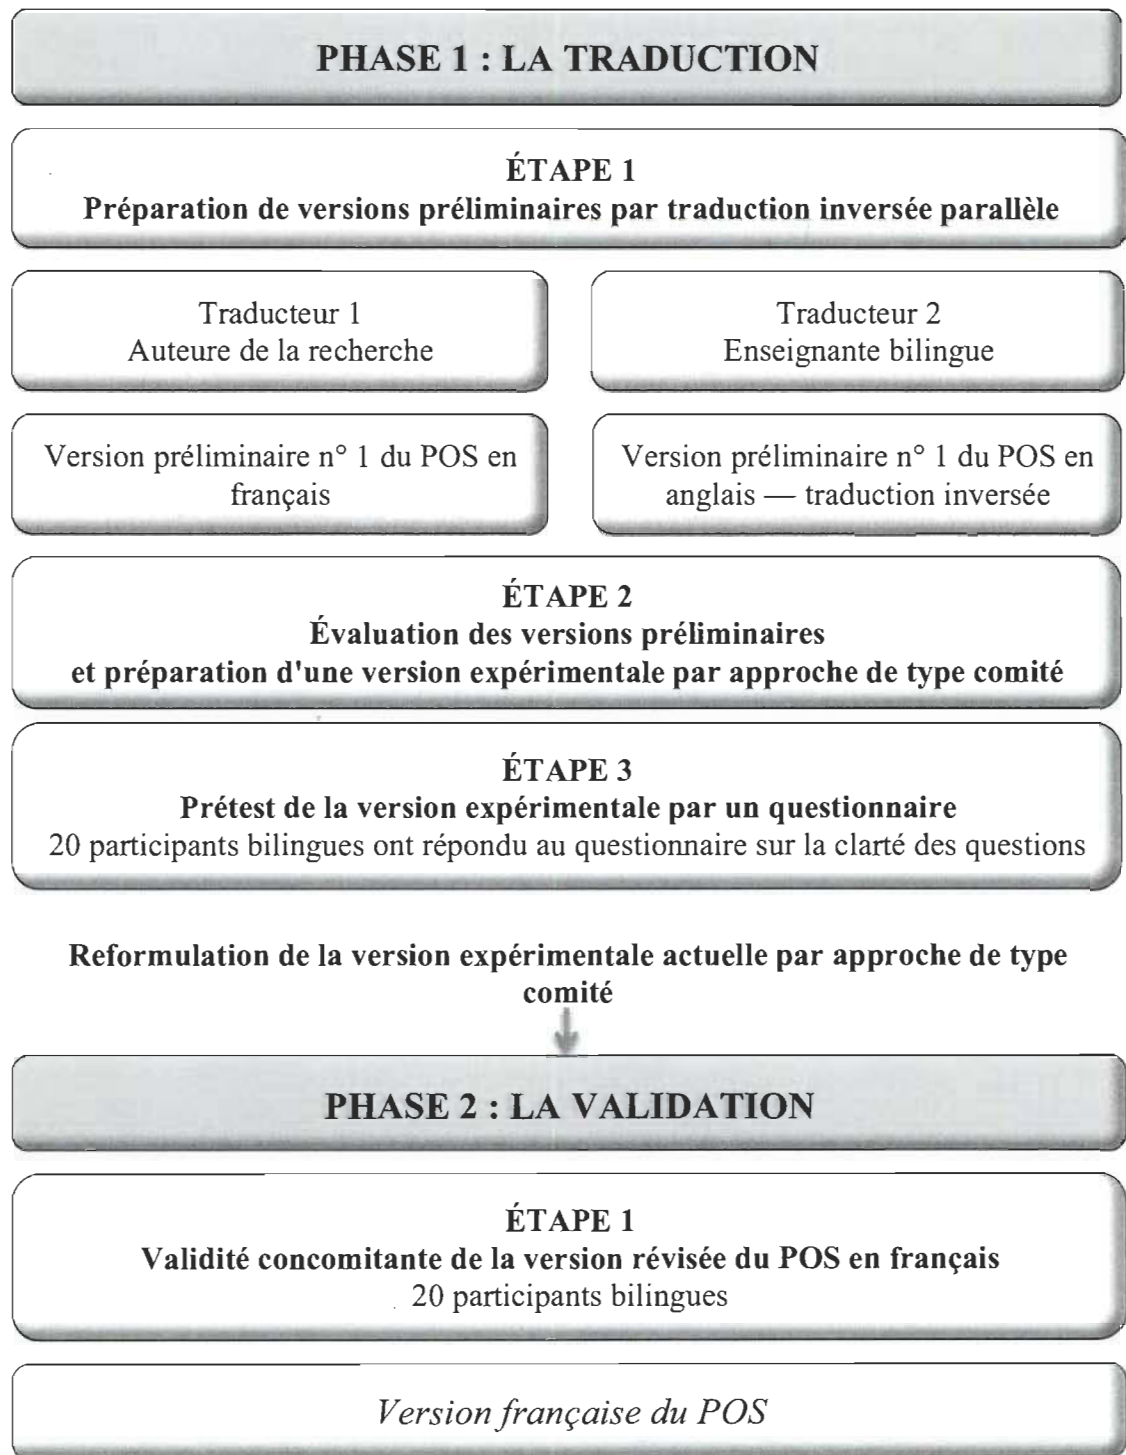 PHASE 1 : LA TRADUCTION
ÉTAPE 1
Préparation de versions préliminaires par traduction inversée parallèle
Traducteur 1
Auteure de la recherche
Traducteur 2
Enseignante bilingue
Version préliminaire n° 1 du POS en
français
Version préliminaire n° 1 du POS en
anglais — traduction inversée
ÉTAPE 2
Évaluation des versions préliminaires
et préparation d'une version expérimentale par approche de type comité
ÉTAPE 3
Prétest de la version expérimentale par un questionnaire
20 participants bilingues ont répondu au questionnaire sur la clarté des questions
Reformulation de la version expérimentale actuelle par approche de type
comité
PHASE 2 : LA VALIDATION
ÉTAPE 1
Validité concomitante de la version révisée du POS en français
20 participants bilingues
Version française du POS